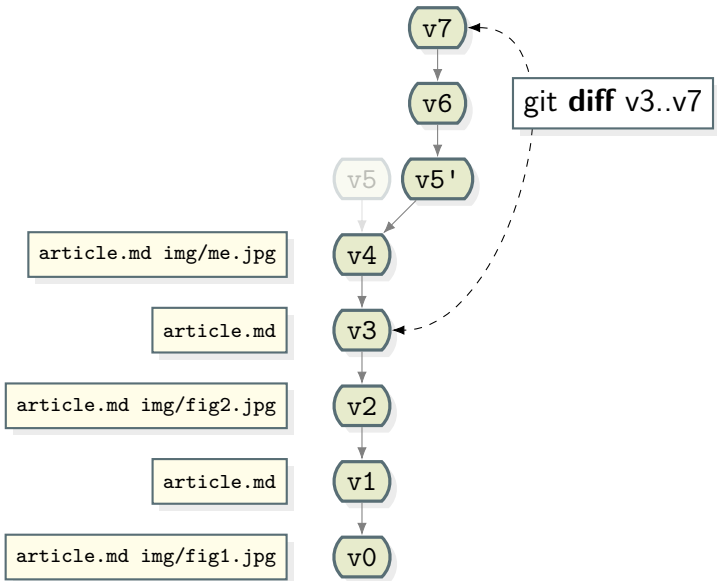 v7
v6
git diff v3..v7
v5
v5'
article.md img/me.jpg
v4
article.md
v3
article.md img/fig2.jpg
v2
article.md
v1
article.md img/fig1.jpg
v0